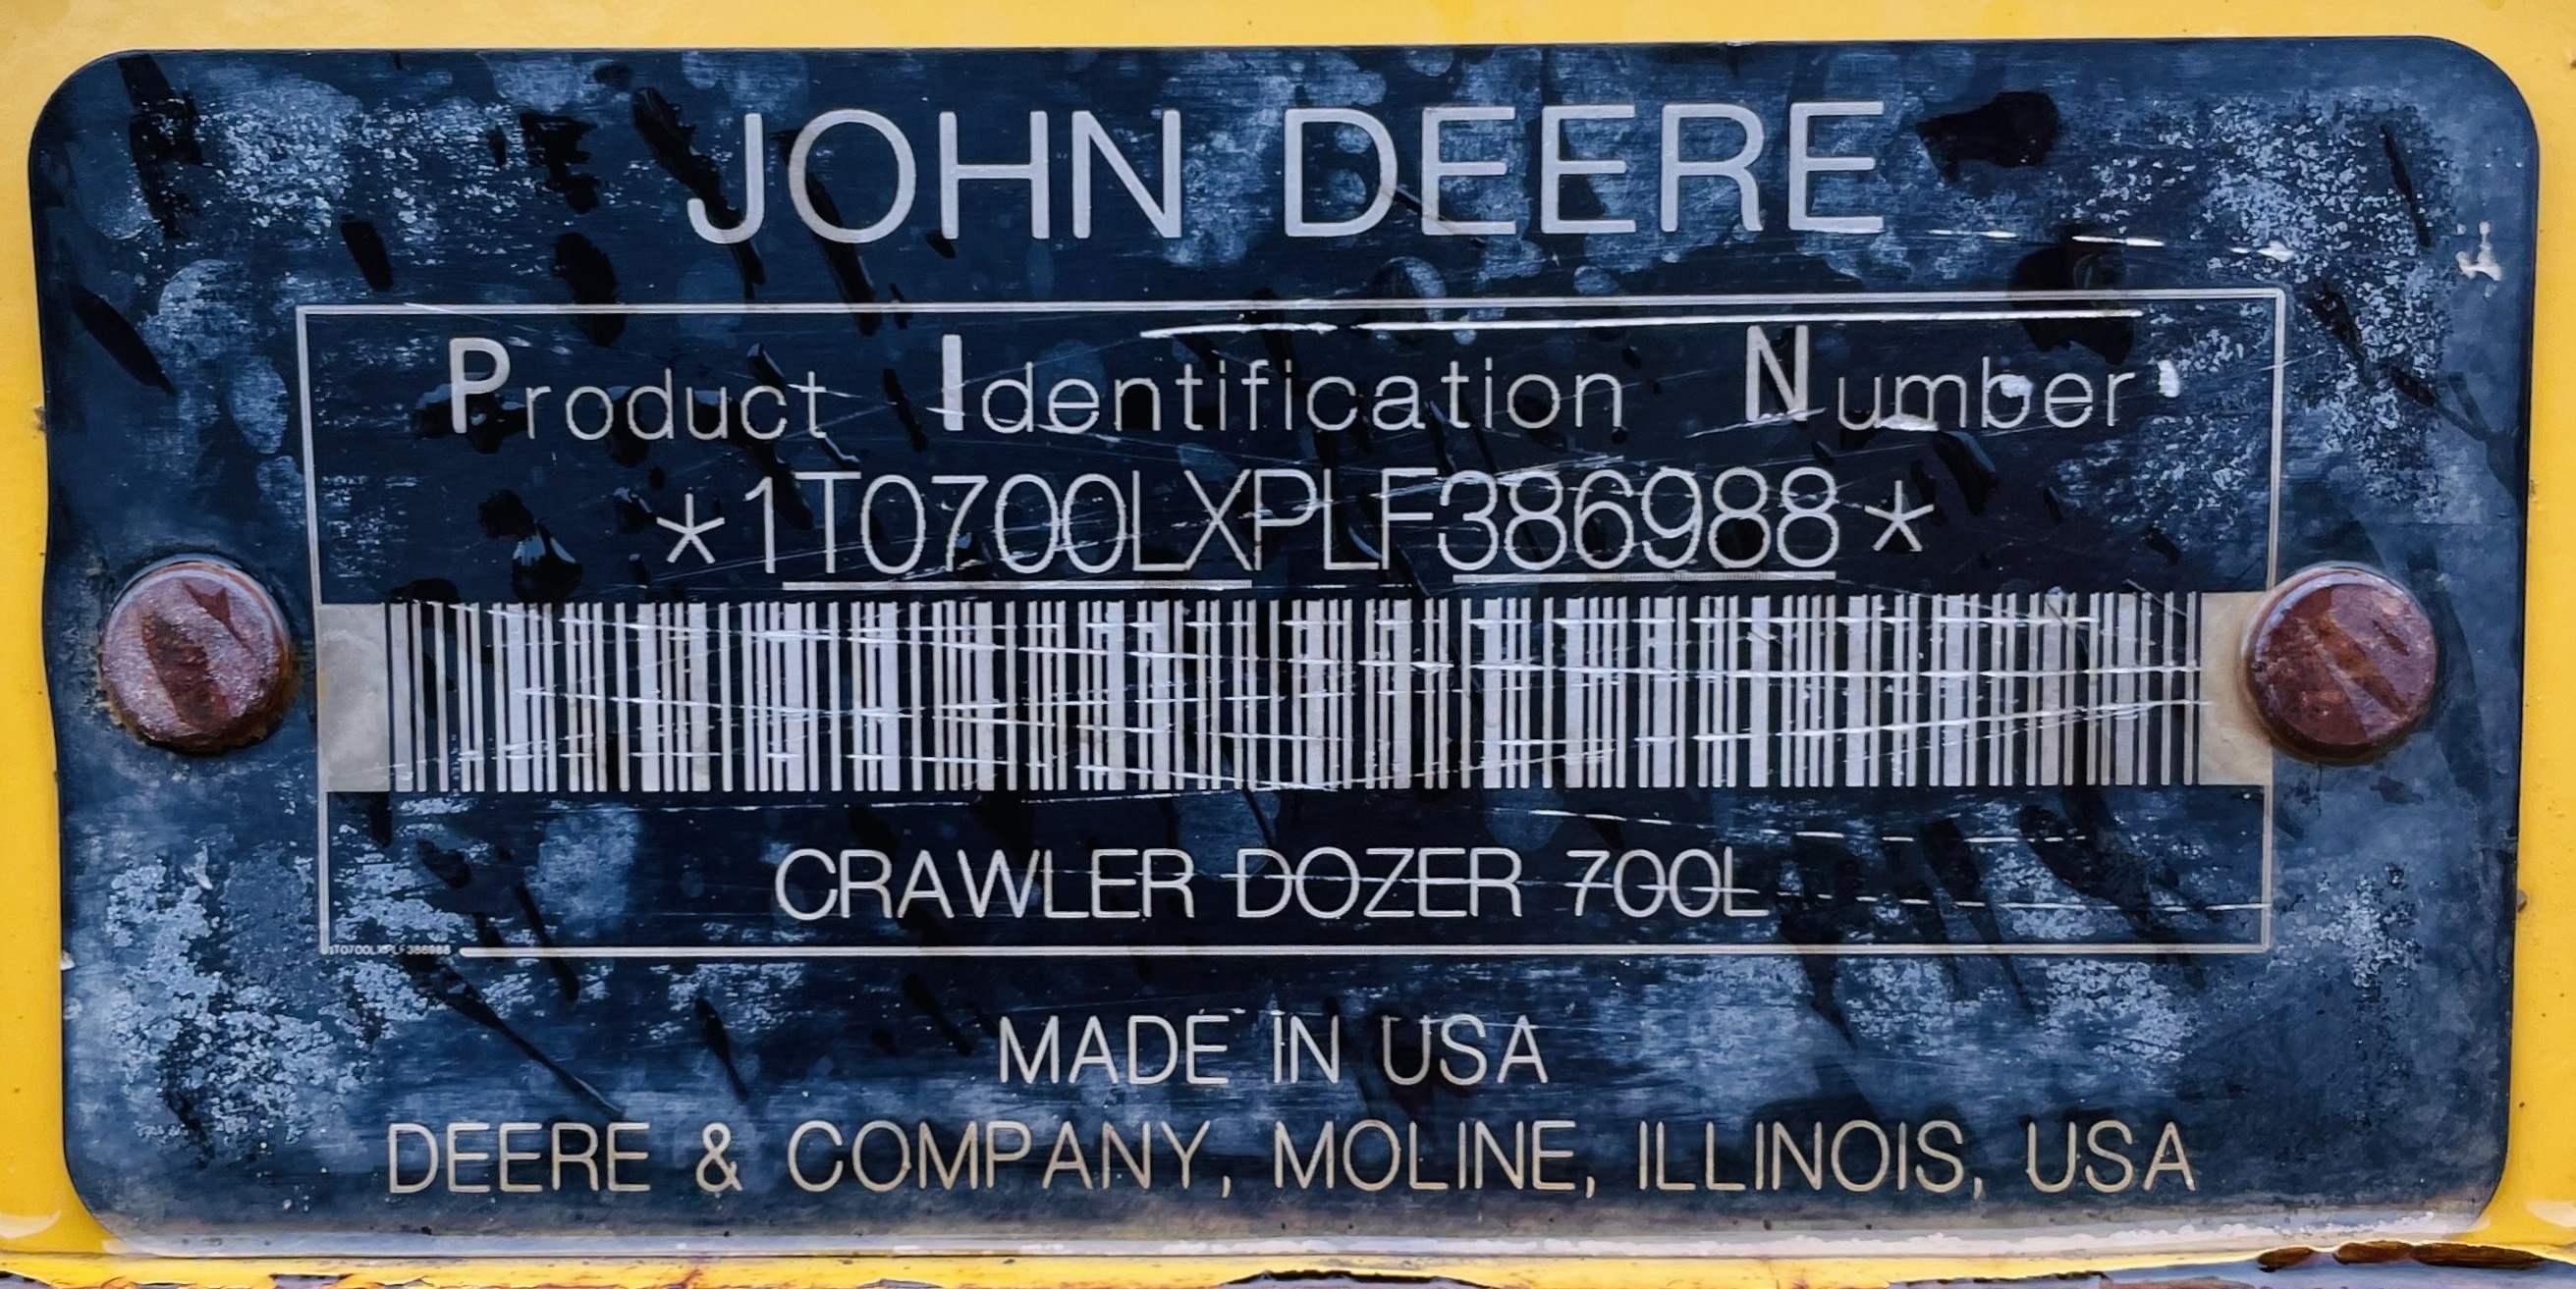 JOHN DEERE
Product Identification Number
*1T0700LXPLF386988*
CRAWLER DOZER 700L
1T0700LXPLF386988
MADE IN USA
DEERE & COMPANY, MOLINE, ILLINOIS, USA